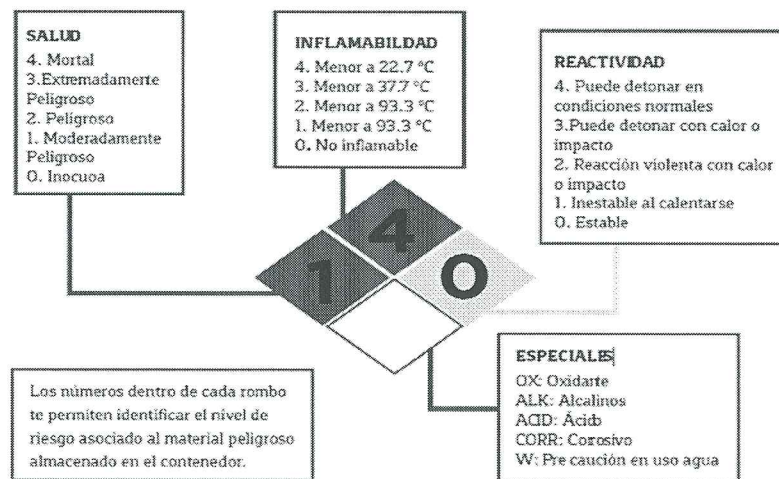 SALUD
4. Mortal
3.Extremadamerte
Peligroso
2. Peligroso
1. Moderadamente
Peligroso
0. Inocuoa
INFLAMABILDAD
4. Menor a 22.7 °C
3. Menor a 37.7 °C
2. Menor a 93.3 °C
1. Menor a 93.3 °C
0. No inflamable
REACTIVIDAD
4. Puede detonar en
condiciones normales
3.Puede detonar con calor o
impacto
2. Reacción violenta con calor
o impacto
1. Inestable al calentarse
0. Estable
4
1
0
ESPECIALES
OX: Oxidarte
ALK: Alcalinos
ACID: Ácido
CORR: Corrosivo
W: Pre caución en uso agua
Los números dentro de cada rombo
te permiten identificar el nivel de
riesgo asociado al material peligroso
almacenado en el contenedor.